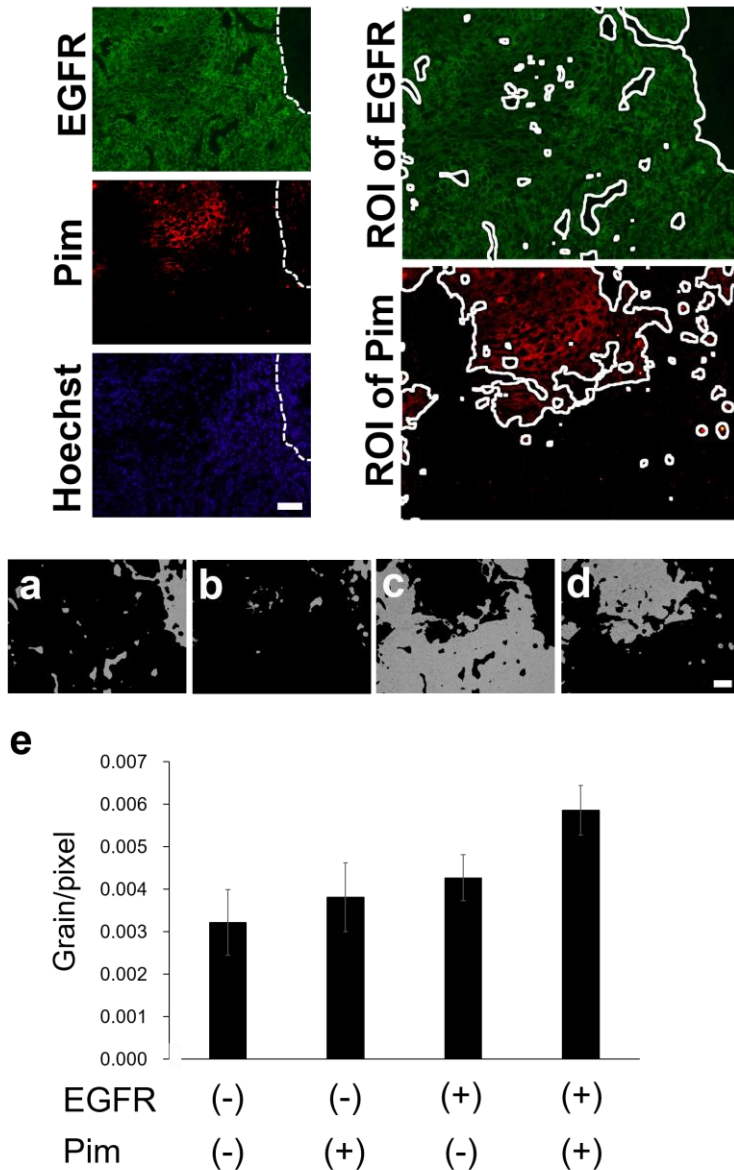 EGFR
Pim
Hoechst
ROI of EGFR
ROI of Pim
a
b
c
d
e
Grain/pixel
0.007
0.006
0.005
0.004
0.003
0.002
0.001
0.000
EGFR (-) (-) (+) (+)
Pim (-) (+) (-) (+)